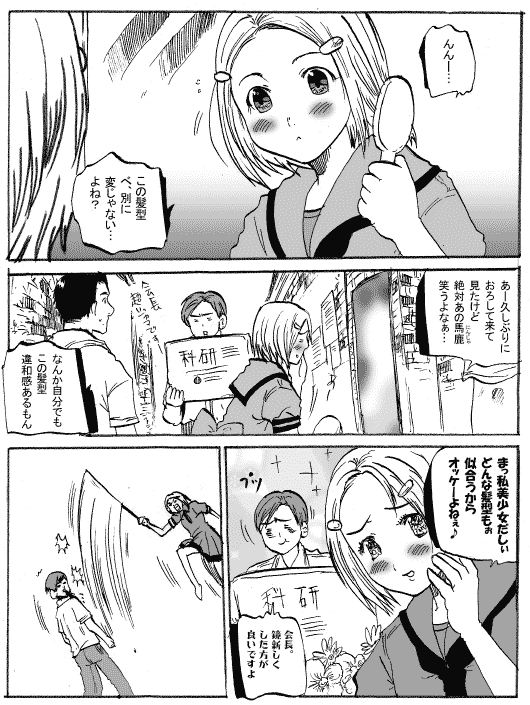 んん――…
この髪型
べ、別に
変じゃない…
よね？
あー久しぶりに
おろして来て
見たけど
絶対あの馬鹿
笑うよなぁ…
会長
科研
なんか自分でも
この髪型
違和感あるもん
まっ私美少女だしぃ
どんな髪型もぉ
似合うから
オッケーよねぇ♪
プッ
科研
会長。
鏡新しく
した方が
良いですよ